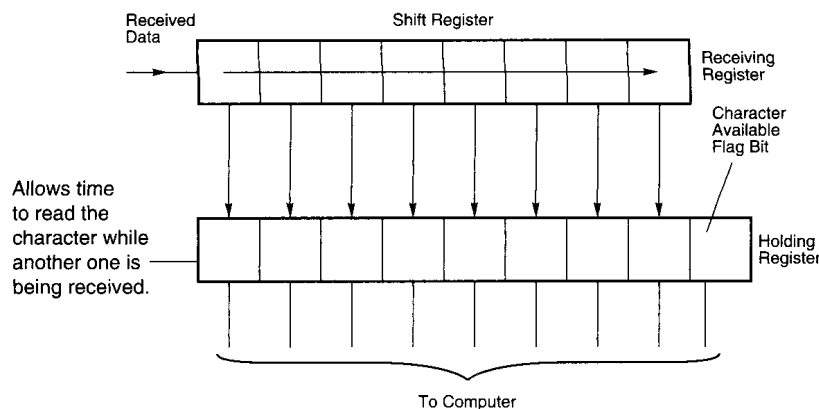 Received
Data
Shift Register
Receiving
Register
Character
Available
Flag Bit
Allows time
to read the
character while
another one is
being received.
Holding
Register
To Computer